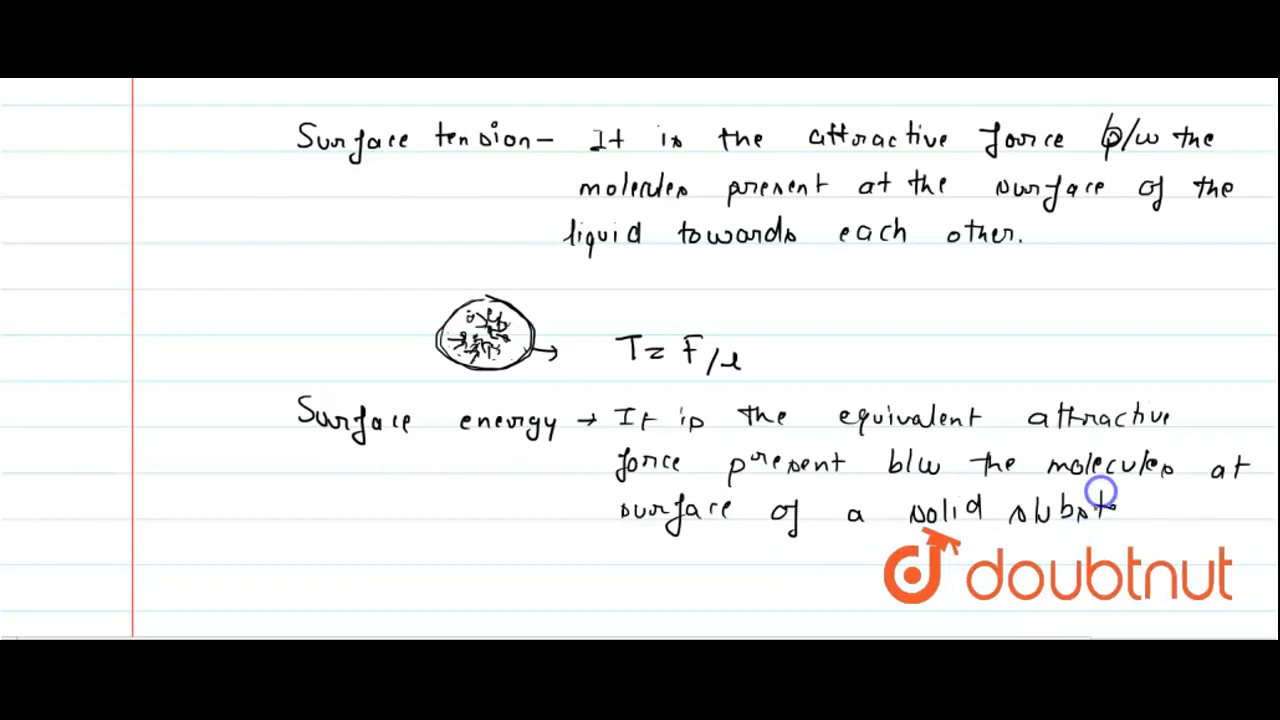 Surface tension – It is the attractive force b/w the
molecules present at the surface of the
liquid towards each other.
T = F/l
Surface energy → It is the equivalent attractive
force present b/w the molecules at
surface of a solid subst
doubtnut